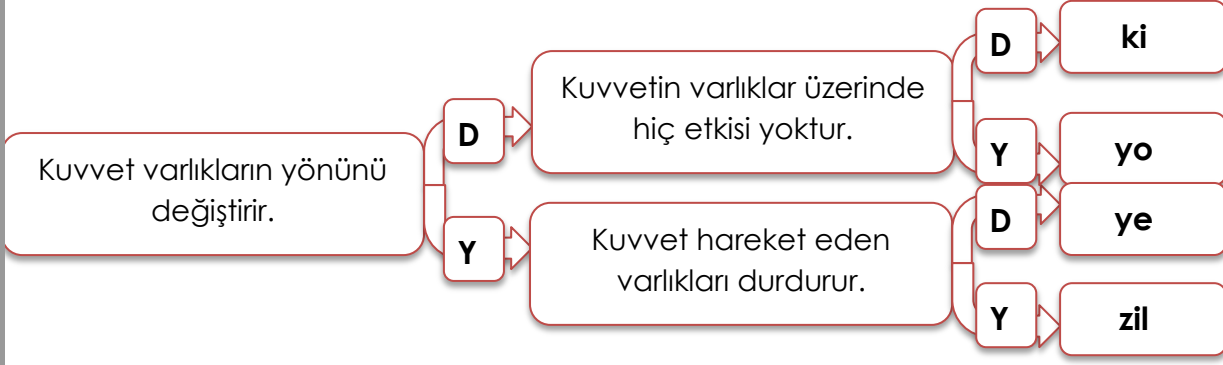 Kuvvet varlıkların yönünü
değiştirir.
D
Y
Kuvvetin varlıklar üzerinde
hiç etkisi yoktur.
Kuvvet hareket eden
varlıkları durdurur.
D
ki
Y
yo
D
ye
Y
zil